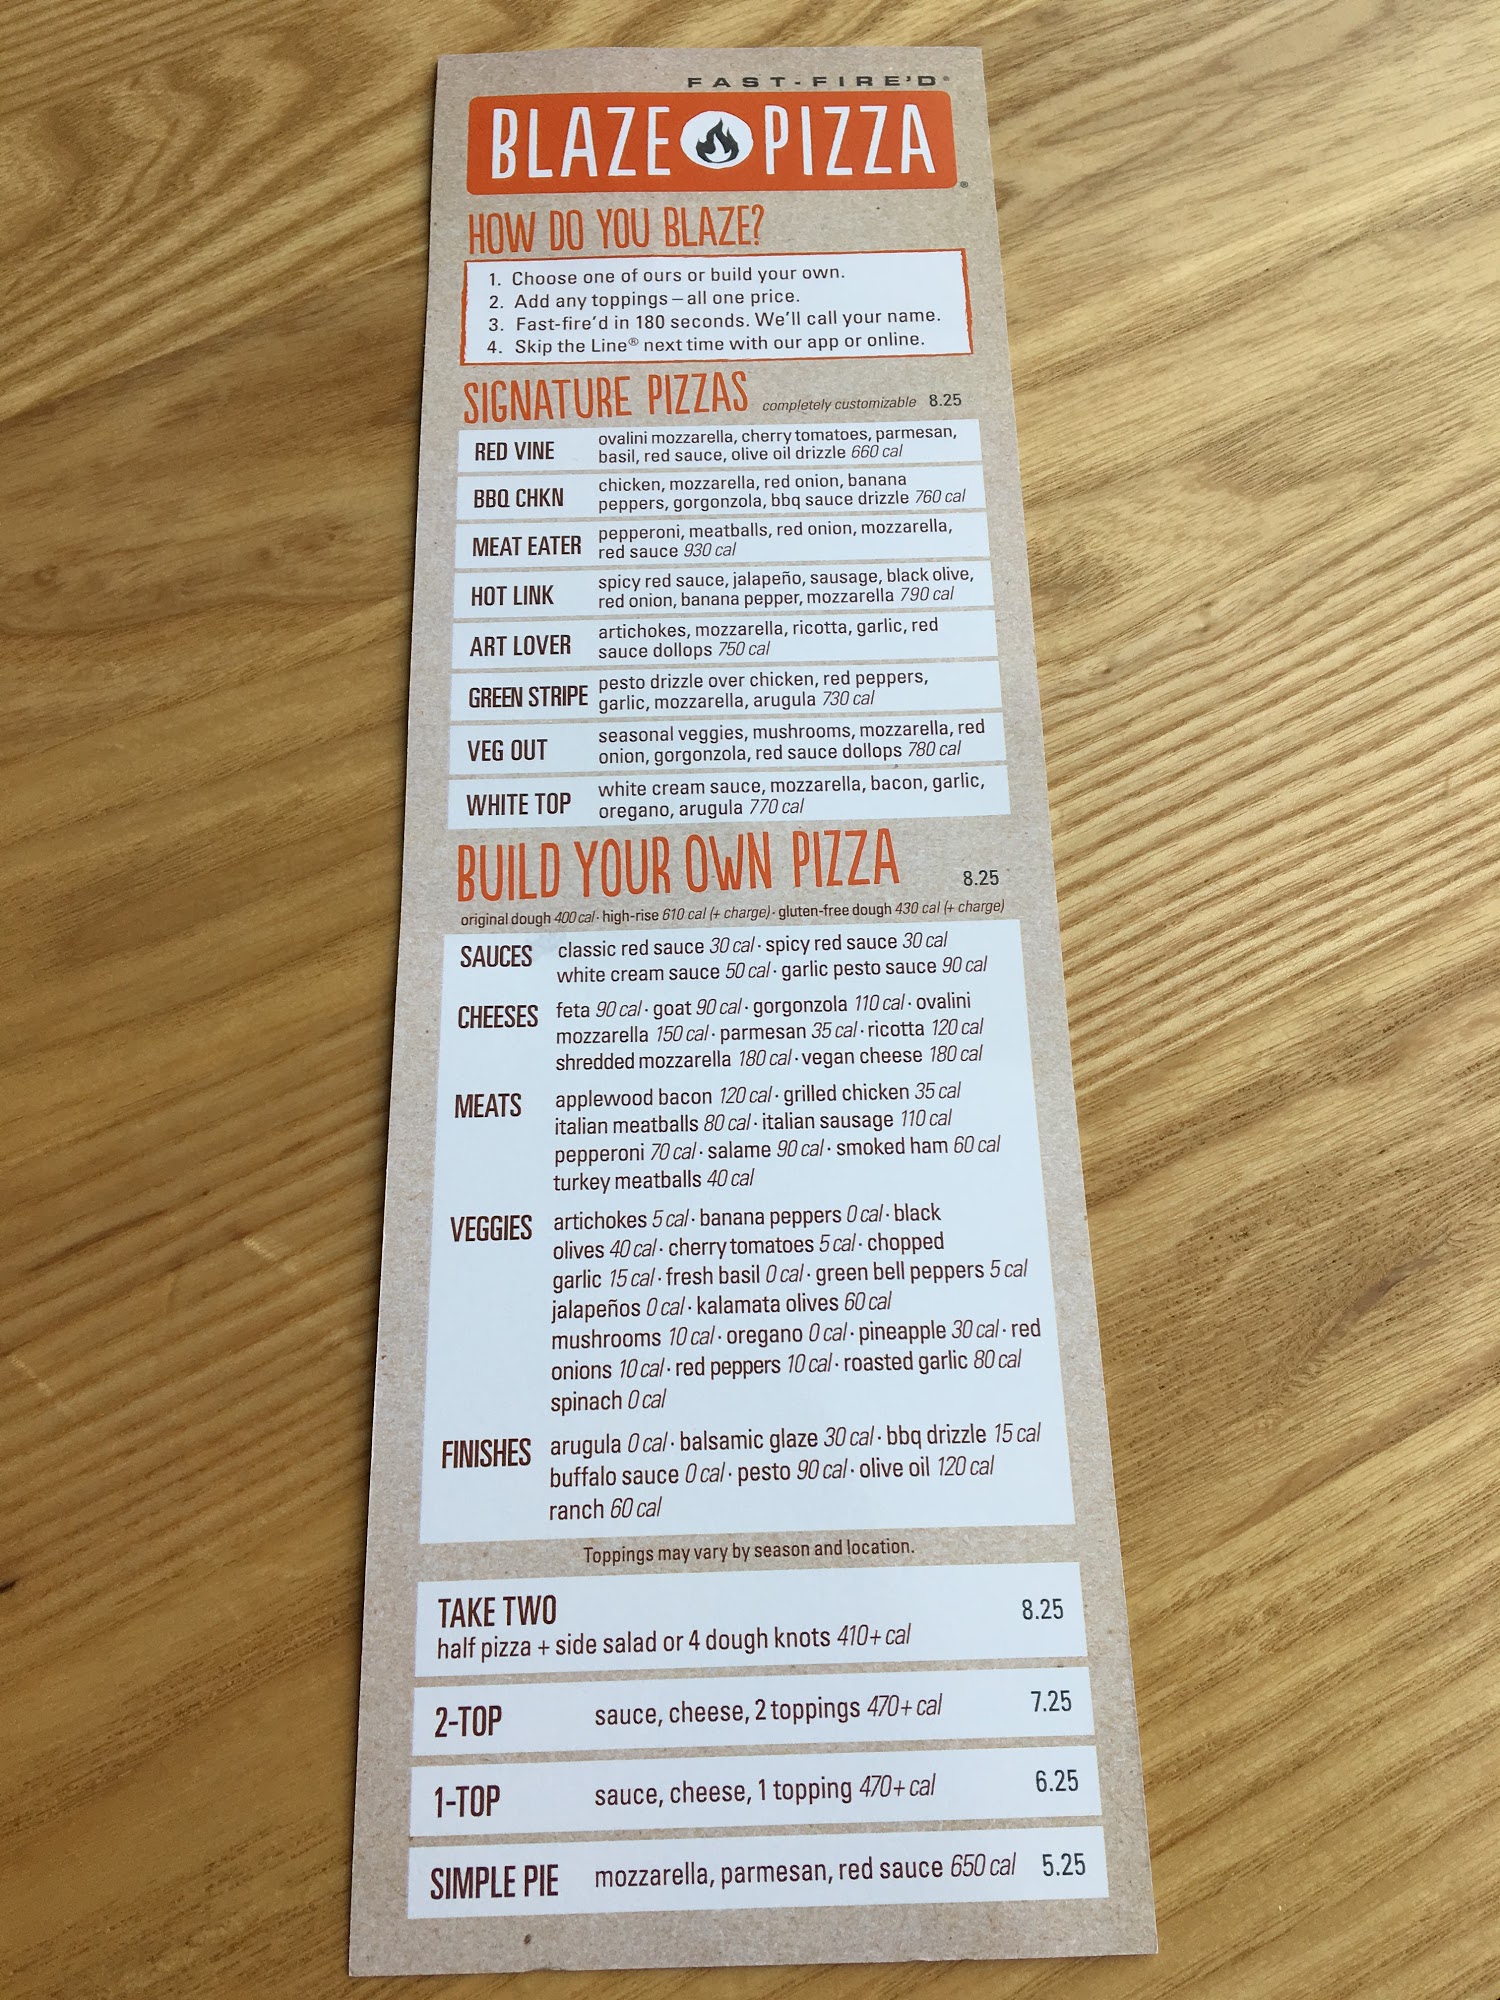 FAST-FIRE'D®
BLAZE PIZZA®
HOW DO YOU BLAZE?
1. Choose one of ours or build your own.
2. Add any toppings – all one price.
3. Fast-fire'd in 180 seconds. We'll call your name.
4. Skip the Line® next time with our app or online.
SIGNATURE PIZZAS completely customizable 8.25
RED VINE ovalini mozzarella, cherry tomatoes, parmesan,
basil, red sauce, olive oil drizzle 660 cal
BBQ CHKN chicken, mozzarella, red onion, banana
peppers, gorgonzola, bbq sauce drizzle 760 cal
MEAT EATER pepperoni, meatballs, red onion, mozzarella,
red sauce 930 cal
HOT LINK spicy red sauce, jalapeño, sausage, black olive,
red onion, banana pepper, mozzarella 790 cal
ART LOVER artichokes, mozzarella, ricotta, garlic, red
sauce dollops 750 cal
GREEN STRIPE pesto drizzle over chicken, red peppers,
garlic, mozzarella, arugula 730 cal
VEG OUT seasonal veggies, mushrooms, mozzarella, red
onion, gorgonzola, red sauce dollops 780 cal
WHITE TOP white cream sauce, mozzarella, bacon, garlic,
oregano, arugula 770 cal
BUILD YOUR OWN PIZZA 8.25
original dough 400 cal · high-rise 610 cal (+ charge) · gluten-free dough 430 cal (+ charge)
SAUCES classic red sauce 30 cal · spicy red sauce 30 cal
white cream sauce 50 cal · garlic pesto sauce 90 cal
CHEESES feta 90 cal · goat 90 cal · gorgonzola 110 cal · ovalini
mozzarella 150 cal · parmesan 35 cal · ricotta 120 cal
shredded mozzarella 180 cal · vegan cheese 180 cal
MEATS applewood bacon 120 cal · grilled chicken 35 cal
italian meatballs 80 cal · italian sausage 110 cal
pepperoni 70 cal · salame 90 cal · smoked ham 60 cal
turkey meatballs 40 cal
VEGGIES artichokes 5 cal · banana peppers 0 cal · black
olives 40 cal · cherry tomatoes 5 cal · chopped
garlic 15 cal · fresh basil 0 cal · green bell peppers 5 cal
jalapeños 0 cal · kalamata olives 60 cal
mushrooms 10 cal · oregano 0 cal · pineapple 30 cal · red
onions 10 cal · red peppers 10 cal · roasted garlic 80 cal
spinach 0 cal
FINISHES arugula 0 cal · balsamic glaze 30 cal · bbq drizzle 15 cal
buffalo sauce 0 cal · pesto 90 cal · olive oil 120 cal
ranch 60 cal
Toppings may vary by season and location.
TAKE TWO 8.25
half pizza + side salad or 4 dough knots 410+ cal
2-TOP sauce, cheese, 2 toppings 470+ cal 7.25
1-TOP sauce, cheese, 1 topping 470+ cal 6.25
SIMPLE PIE mozzarella, parmesan, red sauce 650 cal 5.25